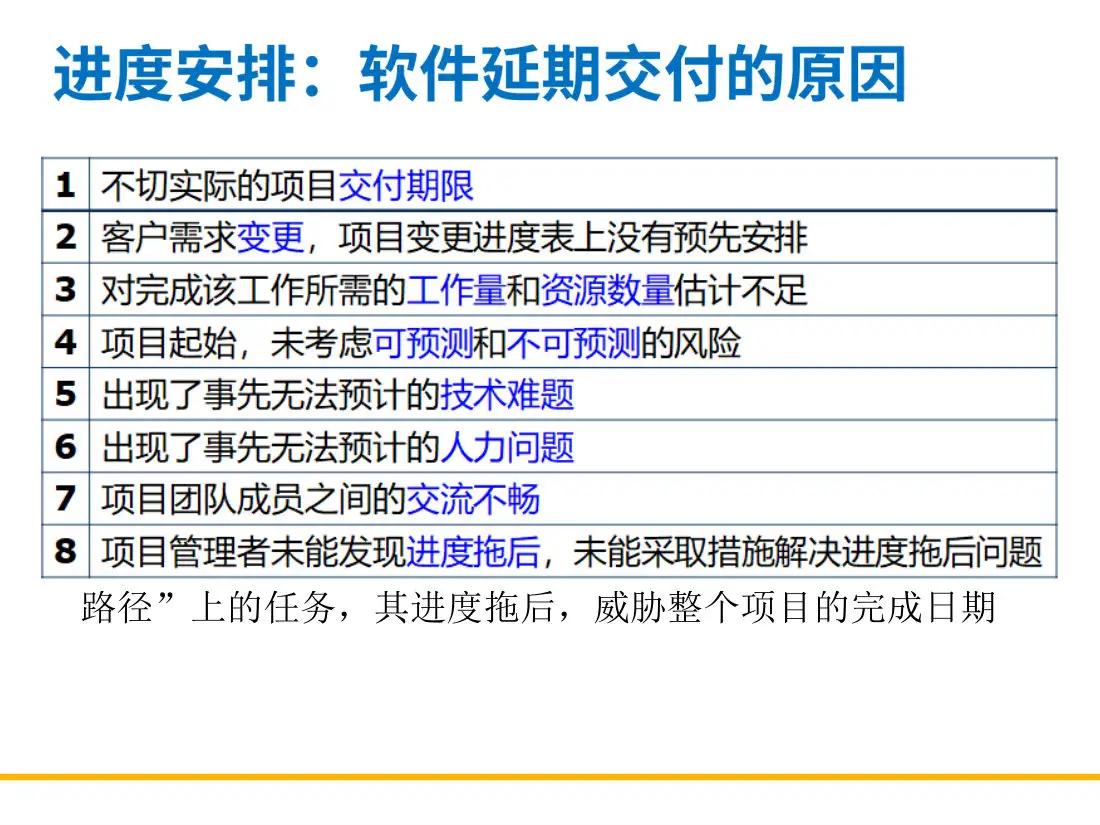 进度安排：软件延期交付的原因
1 不切实际的项目交付期限
2 客户需求变更，项目变更进度表上没有预先安排
3 对完成该工作所需的工作量和资源数量估计不足
4 项目起始，未考虑可预测和不可预测的风险
5 出现了事先无法预计的技术难题
6 出现了事先无法预计的人力问题
7 项目团队成员之间的交流不畅
8 项目管理者未能发现进度拖后，未能采取措施解决进度拖后问题
路径”上的任务，其进度拖后，威胁整个项目的完成日期